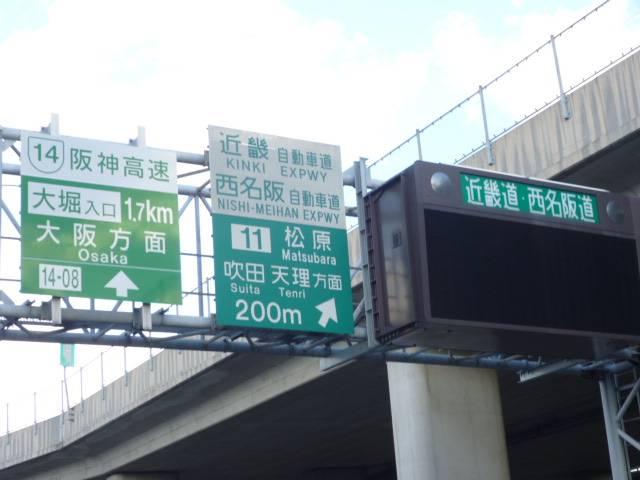 14 阪神高速
大堀入口 1.7km
大阪方面
Osaka
14-08
近畿 自動車道
KINKI EXPWY
西名阪 自動車道
NISHI-MEIHAN EXPWY
11 松原
Matsubara
吹田 天理方面
Suita Tenri
200m
近畿道・西名阪道